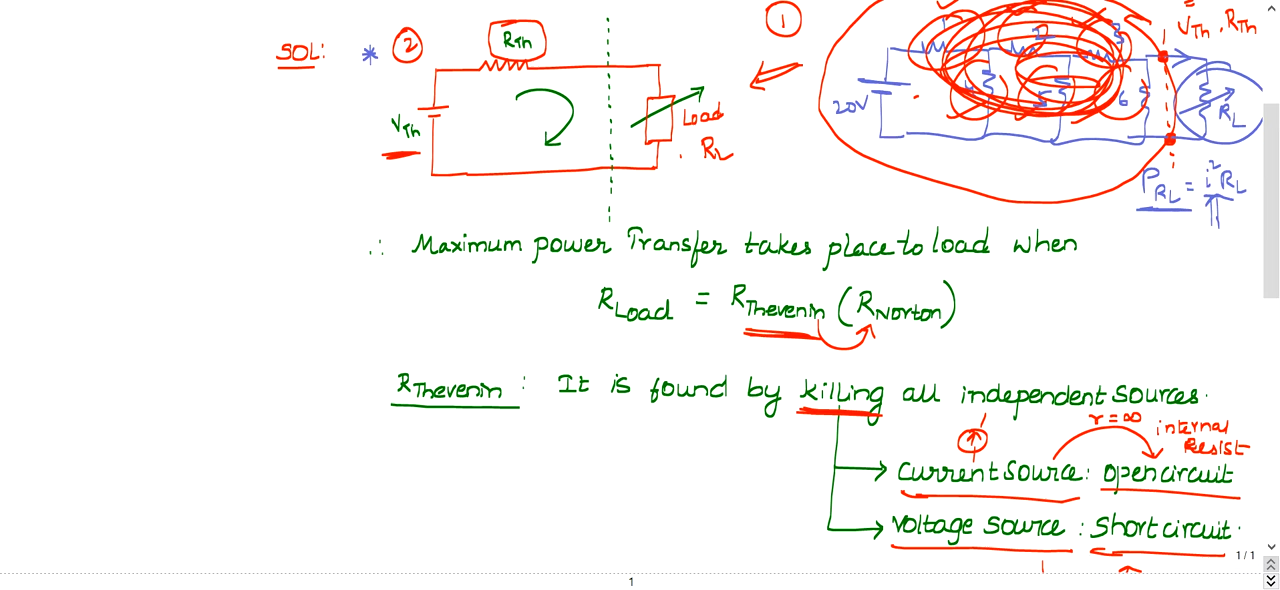 SOL: * 2
RTh
VTh
Load
RL
1
VTh, RTh
20V
6
RL
PRL = i²RL
∴ Maximum power Transfer takes place to load when
RLoad = RThevenin (RNorton)
RThevenin : It is found by killing all independent sources.
r = ∞ internal
Resist
current source: open circuit
voltage source : short circuit.
1 / 1
1